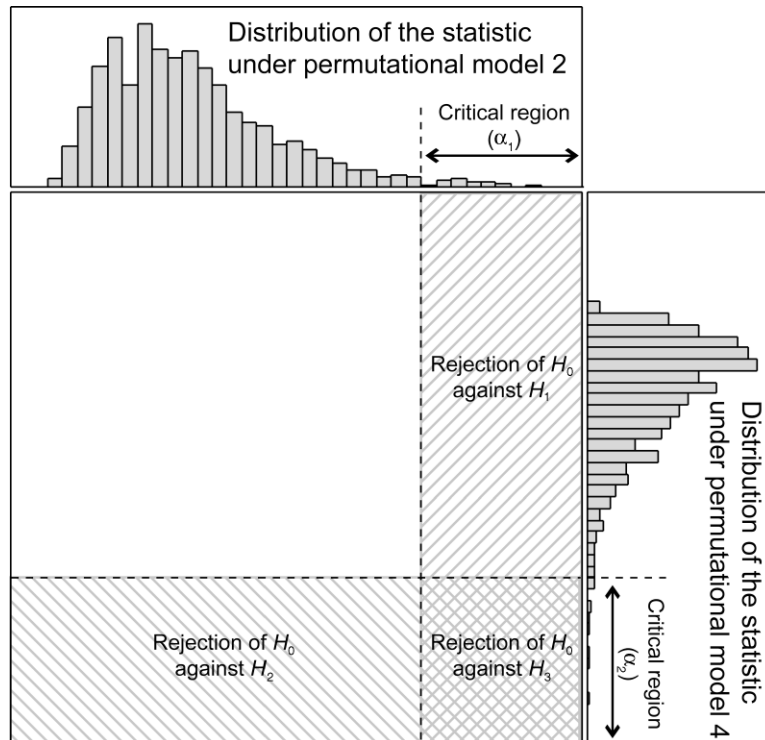 Distribution of the statistic
under permutational model 2
Critical region
(α₁)
Rejection of H₀
against H₁
Distribution of the statistic
under permutational model 4
Rejection of H₀
against H₂
Rejection of H₀
against H₃
Critical region
(α₂)